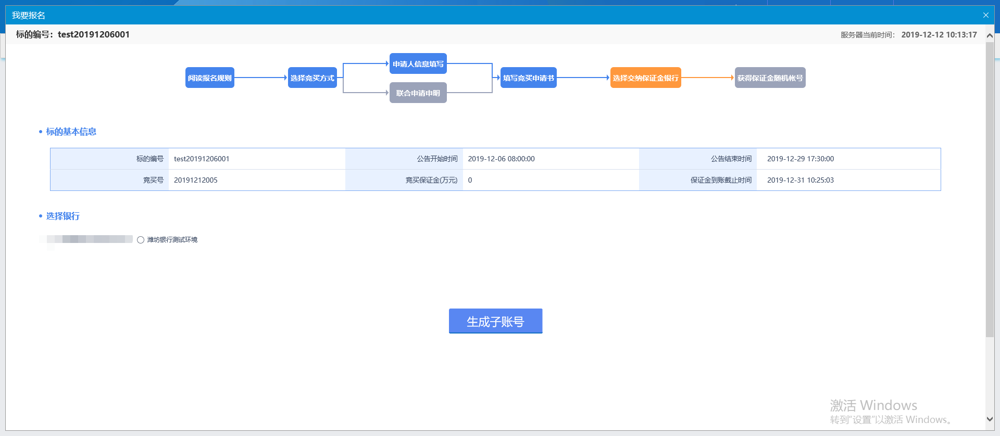 我要报名
标的编号：test20191206001
服务器当前时间： 2019-12-12 10:13:17
阅读报名规则
选择竞买方式
申请人信息填写
联合申请申明
填写竞买申请书
选择交纳保证金银行
获得保证金随机帐号
标的基本信息
标的编号 test20191206001 公告开始时间 2019-12-06 08:00:00 公告结束时间 2019-12-29 17:30:00
竞买号 20191212005 竞买保证金(万元) 0 保证金到账截止时间 2019-12-31 10:25:03
选择银行
潍坊银行测试环境
生成子账号
激活 Windows
转到"设置"以激活 Windows。